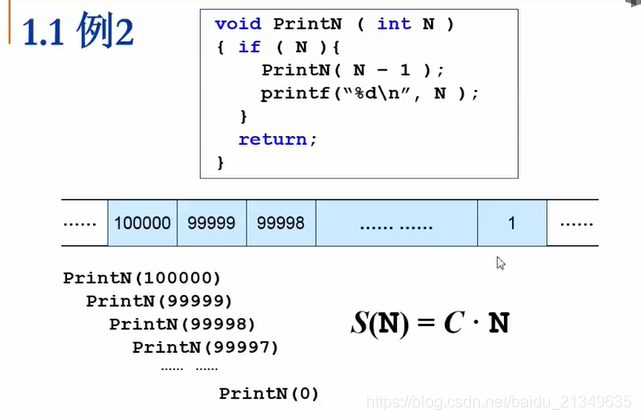 1.1 例2
void PrintN ( int N )
{ if ( N ){
PrintN( N – 1 );
printf(“%d\n”, N );
}
return;
}
…… 100000 99999 99998 …… …… 1 ……
PrintN(100000)
PrintN(99999)
PrintN(99998)
PrintN(99997)
…… ……
PrintN(0)
S(N) = C · N
https://blog.csdn.net/baidu_21349635